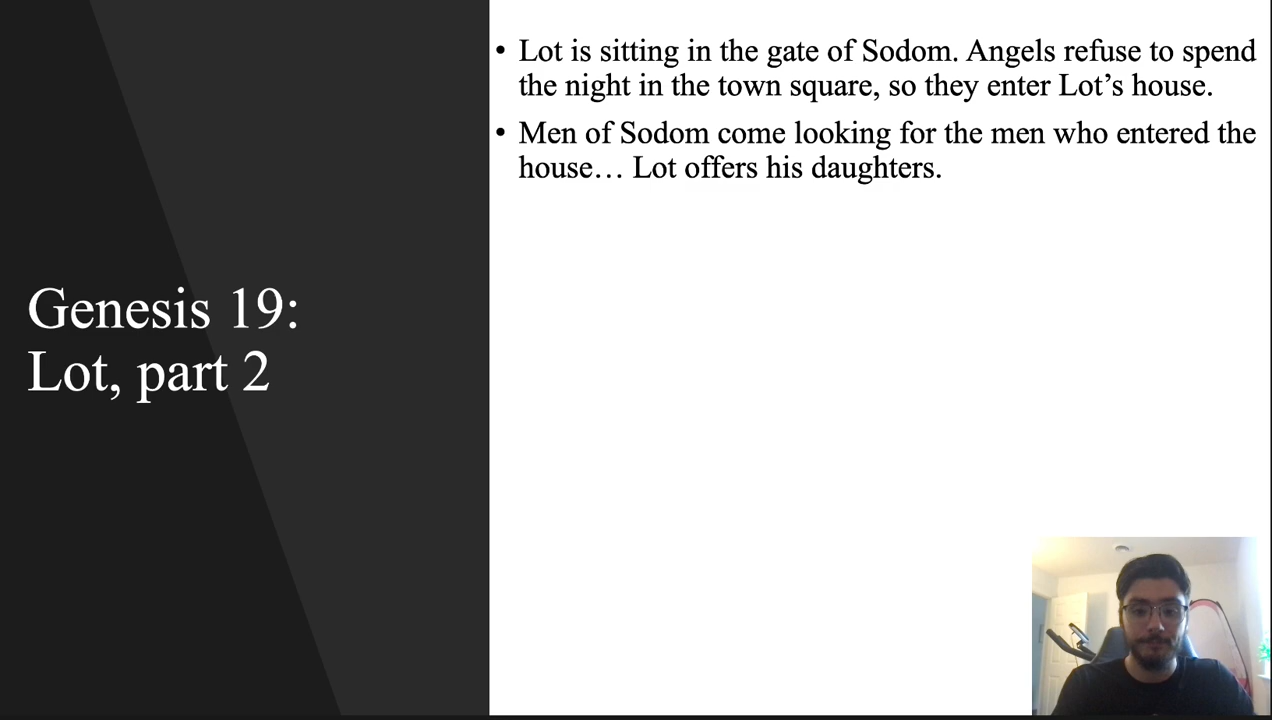 Genesis 19:
Lot, part 2
• Lot is sitting in the gate of Sodom. Angels refuse to spend
the night in the town square, so they enter Lot’s house.
• Men of Sodom come looking for the men who entered the
house… Lot offers his daughters.